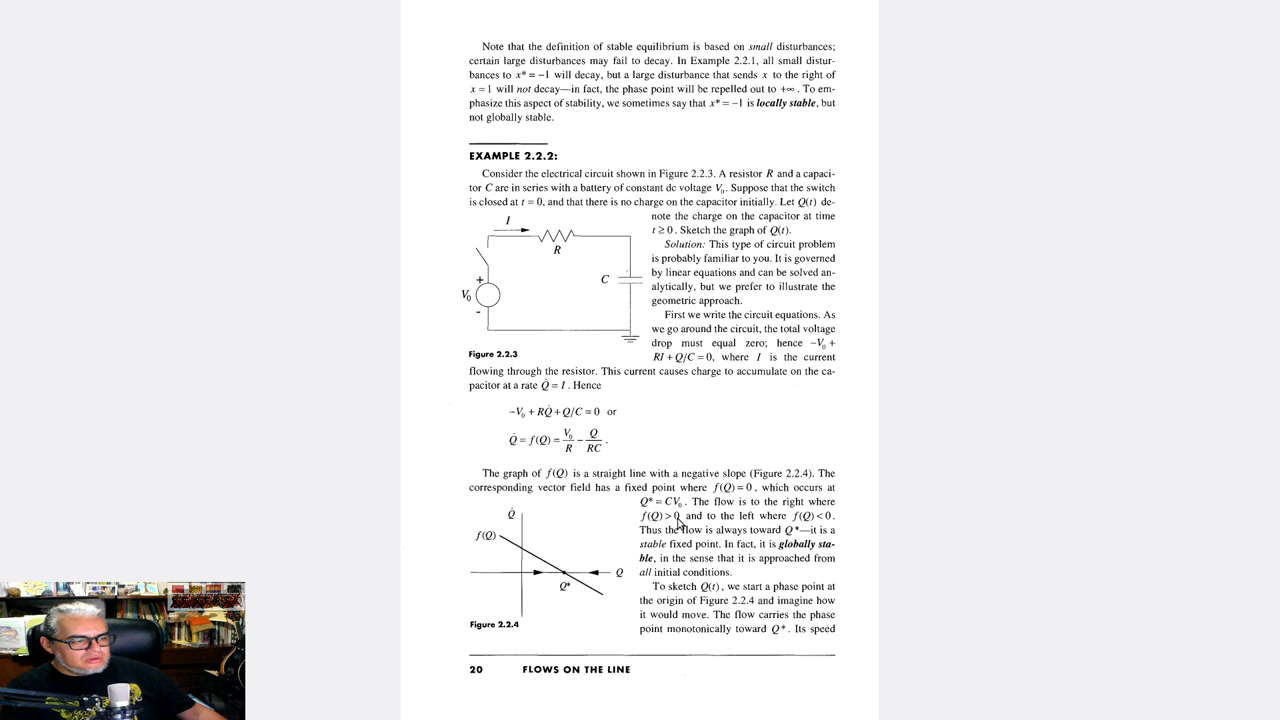 Note that the definition of stable equilibrium is based on small disturbances;
certain large disturbances may fail to decay. In Example 2.2.1, all small distur-
bances to x* = −1 will decay, but a large disturbance that sends x to the right of
x = 1 will not decay—in fact, the phase point will be repelled out to +∞. To em-
phasize this aspect of stability, we sometimes say that x* = −1 is locally stable, but
not globally stable.
EXAMPLE 2.2.2:
Consider the electrical circuit shown in Figure 2.2.3. A resistor R and a capaci-
tor C are in series with a battery of constant dc voltage V₀. Suppose that the switch
is closed at t = 0, and that there is no charge on the capacitor initially. Let Q(t) de-
note the charge on the capacitor at time
t ≥ 0. Sketch the graph of Q(t).
Solution: This type of circuit problem
is probably familiar to you. It is governed
by linear equations and can be solved an-
alytically, but we prefer to illustrate the
geometric approach.
First we write the circuit equations. As
we go around the circuit, the total voltage
drop must equal zero; hence −V₀ +
RI + Q/C = 0, where I is the current
I
R
C
+
V₀
-
Figure 2.2.3
flowing through the resistor. This current causes charge to accumulate on the ca-
pacitor at a rate Q̇ = I. Hence
−V₀ + RQ̇ + Q/C = 0 or
Q̇ = f(Q) = V₀/R − Q/RC .
The graph of f(Q) is a straight line with a negative slope (Figure 2.2.4). The
corresponding vector field has a fixed point where f(Q) = 0, which occurs at
Q* = CV₀. The flow is to the right where
f(Q) > 0 and to the left where f(Q) < 0.
Thus the flow is always toward Q*—it is a
stable fixed point. In fact, it is globally sta-
ble, in the sense that it is approached from
all initial conditions.
To sketch Q(t), we start a phase point at
the origin of Figure 2.2.4 and imagine how
it would move. The flow carries the phase
point monotonically toward Q*. Its speed
Q̇
f(Q)
Q
Q*
Figure 2.2.4
20 FLOWS ON THE LINE